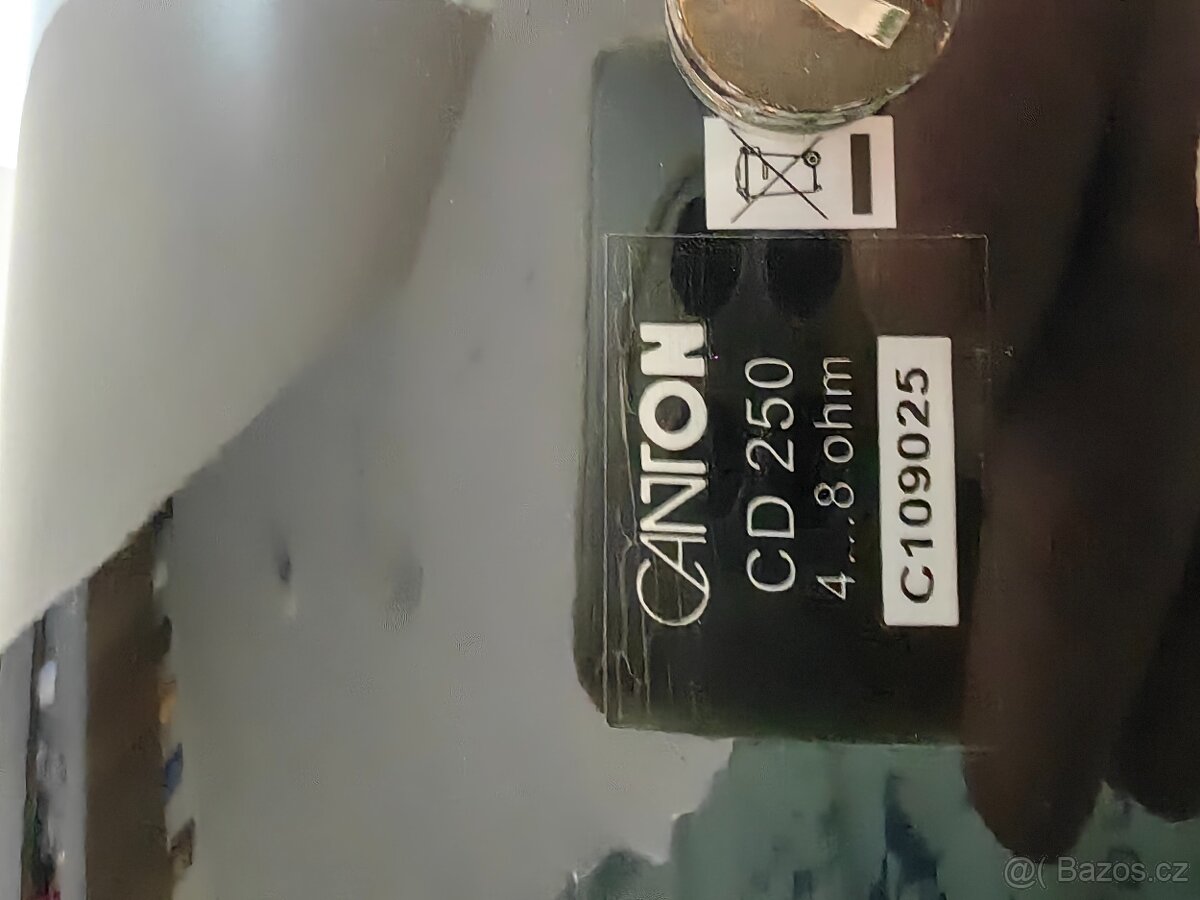 CANTON
CD 250
4...8 ohm
C109025
@( Bazos.cz